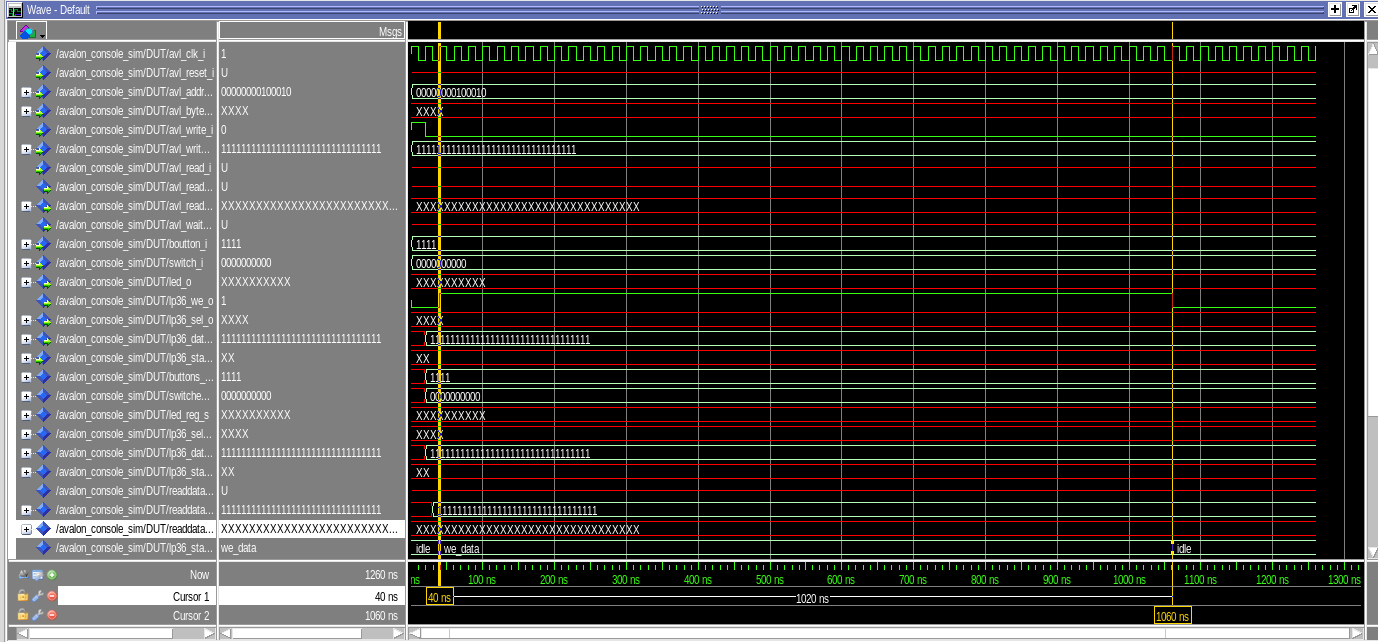 Wave - Default
Msgs
/avalon_console_sim/DUT/avl_clk_i 1
/avalon_console_sim/DUT/avl_reset_i U
/avalon_console_sim/DUT/avl_addr... 00000000100010 00000000100010
/avalon_console_sim/DUT/avl_byte... XXXX XXXX
/avalon_console_sim/DUT/avl_write_i 0
/avalon_console_sim/DUT/avl_writ... 11111111111111111111111111111111 11111111111111111111111111111111
/avalon_console_sim/DUT/avl_read_i U
/avalon_console_sim/DUT/avl_read... U
/avalon_console_sim/DUT/avl_read... XXXXXXXXXXXXXXXXXXXXXXXX... XXXXXXXXXXXXXXXXXXXXXXXXXXXXXXXX
/avalon_console_sim/DUT/avl_wait... U
/avalon_console_sim/DUT/boutton_i 1111 1111
/avalon_console_sim/DUT/switch_i 0000000000 0000000000
/avalon_console_sim/DUT/led_o XXXXXXXXXX XXXXXXXXXX
/avalon_console_sim/DUT/lp36_we_o 1
/avalon_console_sim/DUT/lp36_sel_o XXXX XXXX
/avalon_console_sim/DUT/lp36_dat... 11111111111111111111111111111111 11111111111111111111111111111111
/avalon_console_sim/DUT/lp36_sta... XX XX
/avalon_console_sim/DUT/buttons_... 1111 1111
/avalon_console_sim/DUT/switche... 0000000000 0000000000
/avalon_console_sim/DUT/led_reg_s XXXXXXXXXX XXXXXXXXXX
/avalon_console_sim/DUT/lp36_sel... XXXX XXXX
/avalon_console_sim/DUT/lp36_dat... 11111111111111111111111111111111 11111111111111111111111111111111
/avalon_console_sim/DUT/lp36_sta... XX XX
/avalon_console_sim/DUT/readdata... U
/avalon_console_sim/DUT/readdata... 11111111111111111111111111111111 11111111111111111111111111111111
/avalon_console_sim/DUT/readdata... XXXXXXXXXXXXXXXXXXXXXXXX... XXXXXXXXXXXXXXXXXXXXXXXXXXXXXXXX
/avalon_console_sim/DUT/lp36_sta... we_data idle we_data idle
Now 1260 ns ns 100 ns 200 ns 300 ns 400 ns 500 ns 600 ns 700 ns 800 ns 900 ns 1000 ns 1100 ns 1200 ns 1300 ns
Cursor 1 40 ns 40 ns 1020 ns
Cursor 2 1060 ns 1060 ns